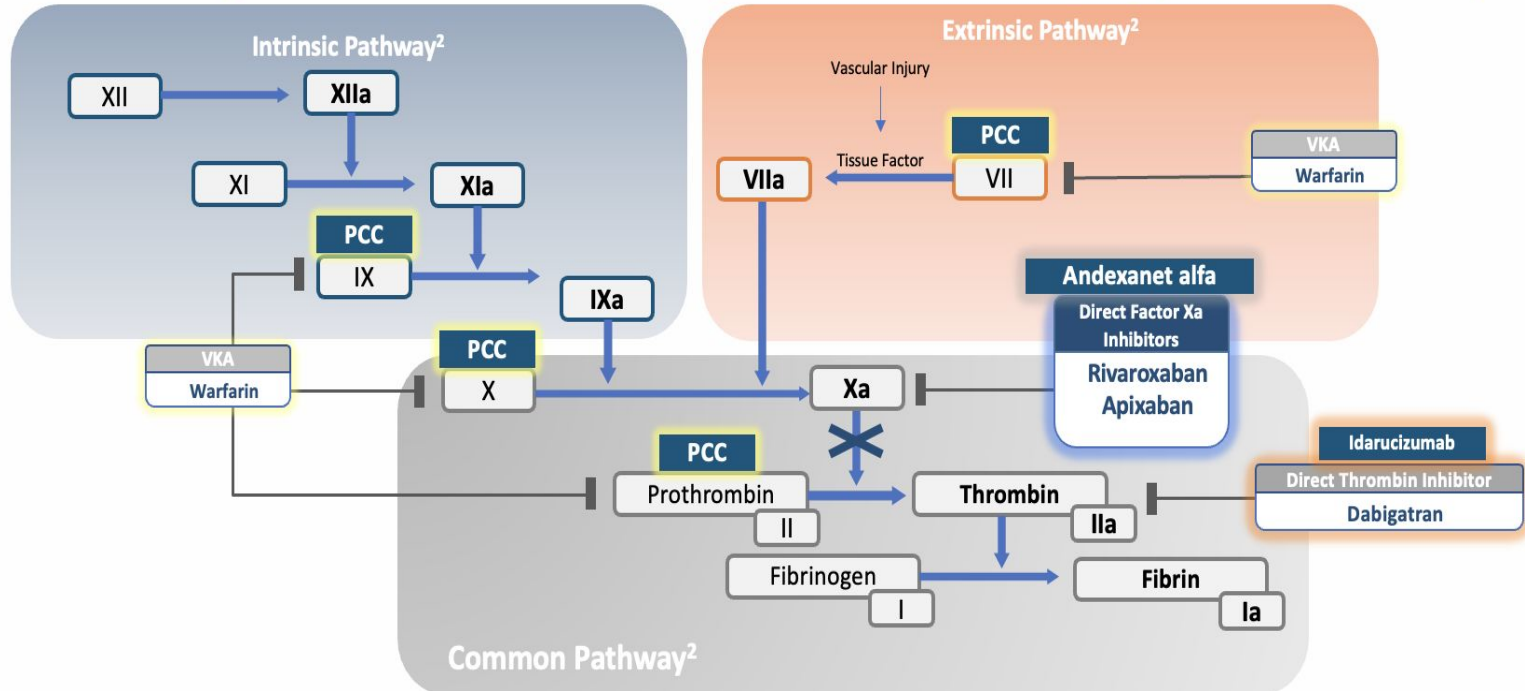 Intrinsic Pathway²
XII
XIIa
XI
XIa
PCC
IX
IXa
VKA
Warfarin
Extrinsic Pathway²
Vascular Injury
Tissue Factor
VIIa
PCC
VII
VKA
Warfarin
Andexanet alfa
Direct Factor Xa
Inhibitors
Rivaroxaban
Apixaban
PCC
X
Xa
PCC
Prothrombin
II
Thrombin
IIa
Idarucizumab
Direct Thrombin Inhibitor
Dabigatran
Fibrinogen
I
Fibrin
Ia
Common Pathway²